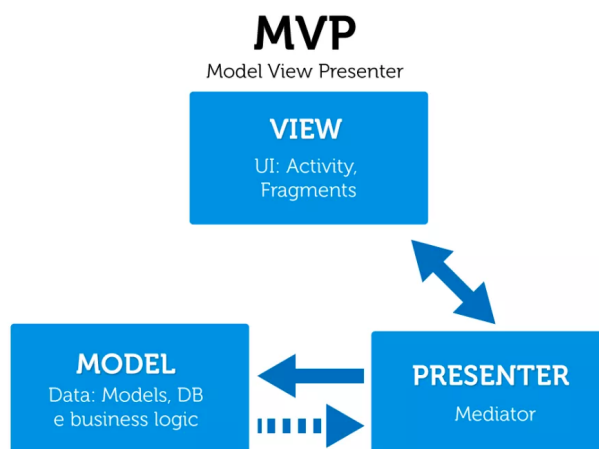 MVP
Model View Presenter
VIEW
UI: Activity,
Fragments
MODEL
Data: Models, DB
e business logic
PRESENTER
Mediator